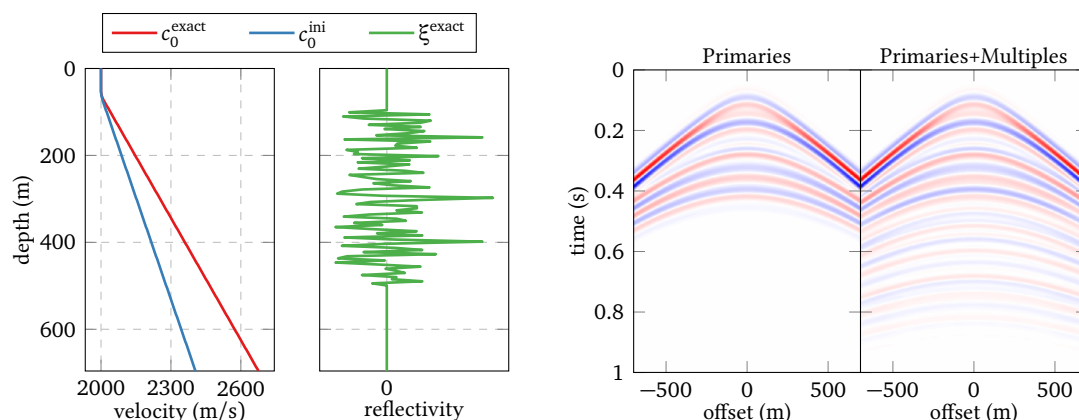 c₀^exact c₀^ini ξ^exact
Primaries Primaries+Multiples
0
200
400
600
depth (m)
2000 2300 2600
velocity (m/s)
0
reflectivity
0
0.2
0.4
0.6
0.8
1
time (s)
−500 0 500
offset (m)
−500 0 500
offset (m)